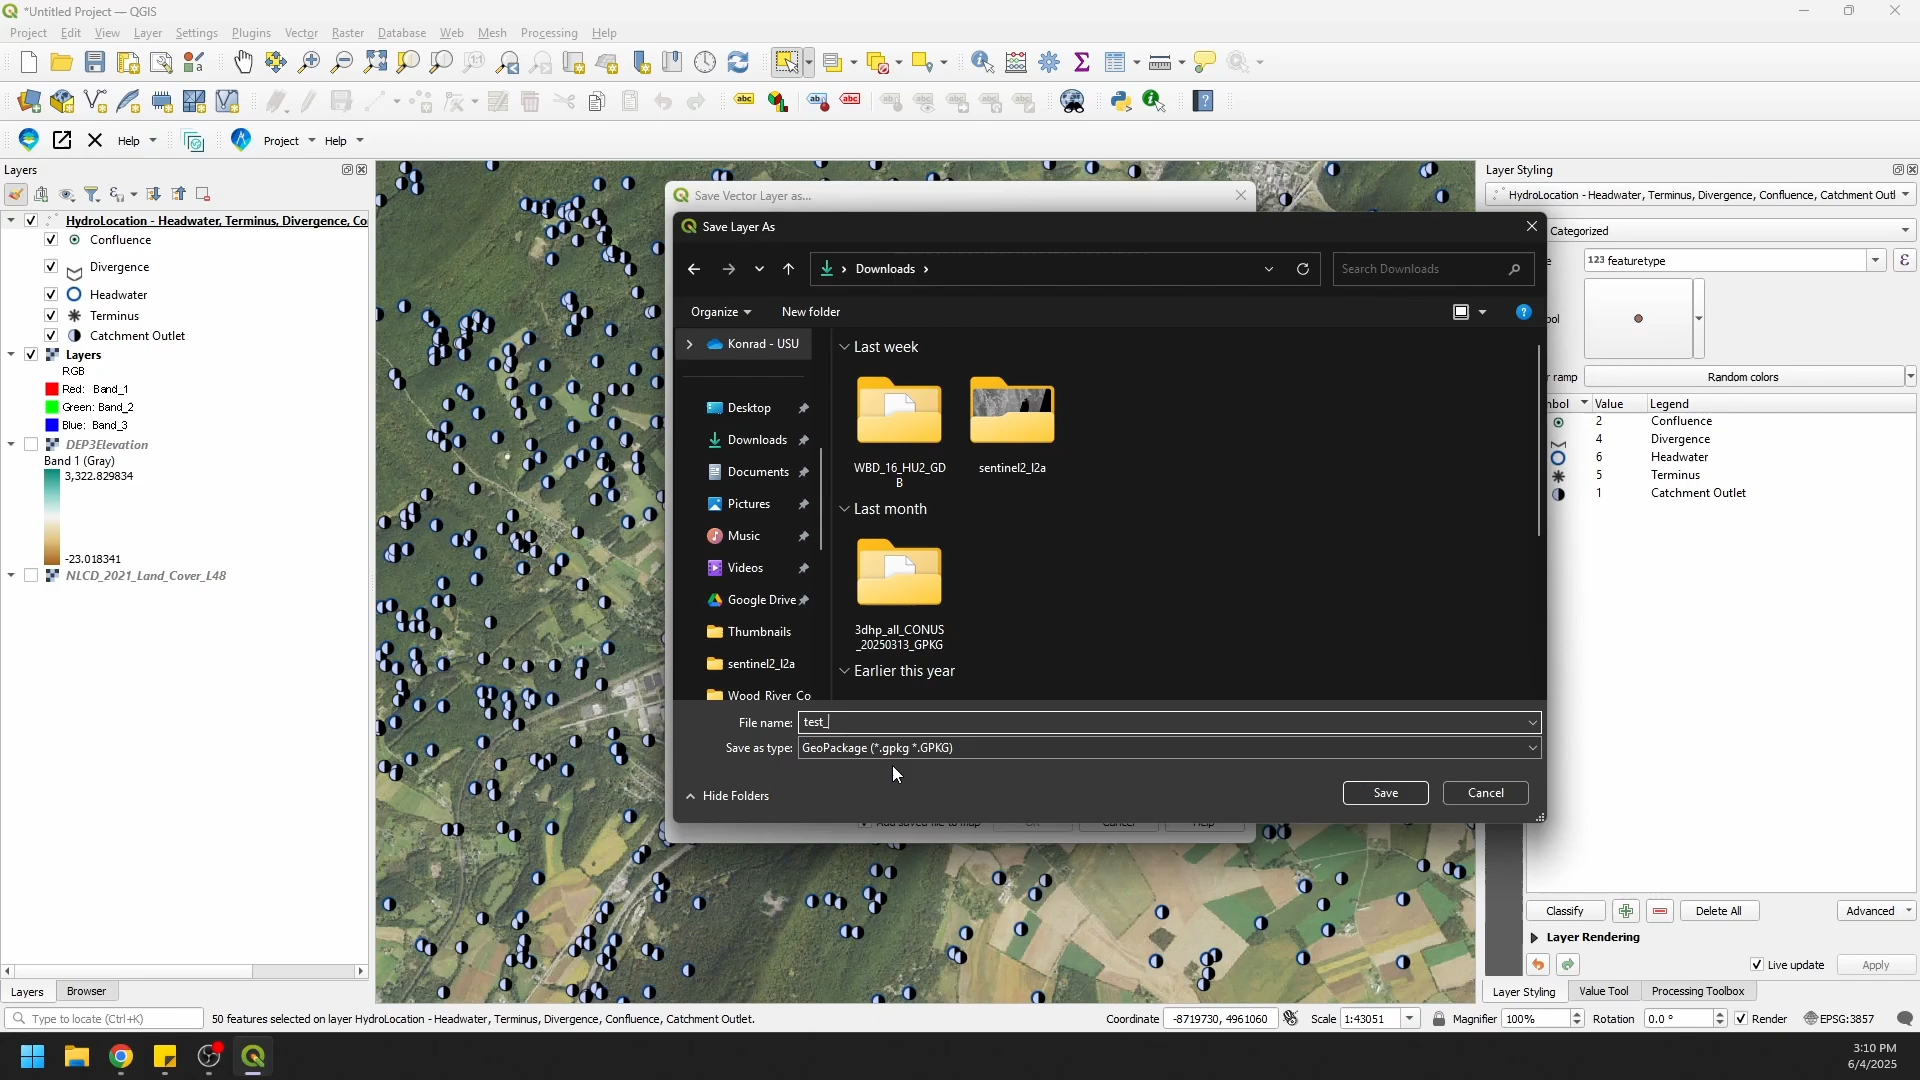 *Untitled Project — QGIS
Project Edit View Layer Settings Plugins Vector Raster Database Web Mesh Processing Help
Help Project Help
Layers
HydroLocation - Headwater, Terminus, Divergence, Co
Confluence
Divergence
Headwater
Terminus
Catchment Outlet
Layers
RGB
Red: Band_1
Green: Band_2
Blue: Band_3
DEP3Elevation
Band 1 (Gray)
3,322.829834
-23.018341
NLCD_2021_Land_Cover_L48
Layers Browser
Save Vector Layer as...
Save Layer As
Downloads
Search Downloads
Organize New folder
Konrad - USU
Desktop
Downloads
Documents
Pictures
Music
Videos
Google Drive
Thumbnails
sentinel2_l2a
Wood River Co
Last week
WBD_16_HU2_GD
B
sentinel2_l2a
Last month
3dhp_all_CONUS
_20250313_GPKG
Earlier this year
File name: test_
Save as type: GeoPackage (*.gpkg *.GPKG)
Hide Folders
Save Cancel
Layer Styling
HydroLocation - Headwater, Terminus, Divergence, Confluence, Catchment Outl
Categorized
123 featuretype
Random colors
Value Legend
2 Confluence
4 Divergence
6 Headwater
5 Terminus
1 Catchment Outlet
Classify Delete All Advanced
Layer Rendering
Live update Apply
Layer Styling Value Tool Processing Toolbox
Type to locate (Ctrl+K)
50 features selected on layer HydroLocation - Headwater, Terminus, Divergence, Confluence, Catchment Outlet.
Coordinate -8719730, 4961060 Scale 1:43051 Magnifier 100% Rotation 0.0 ° Render EPSG:3857
3:10 PM
6/4/2025